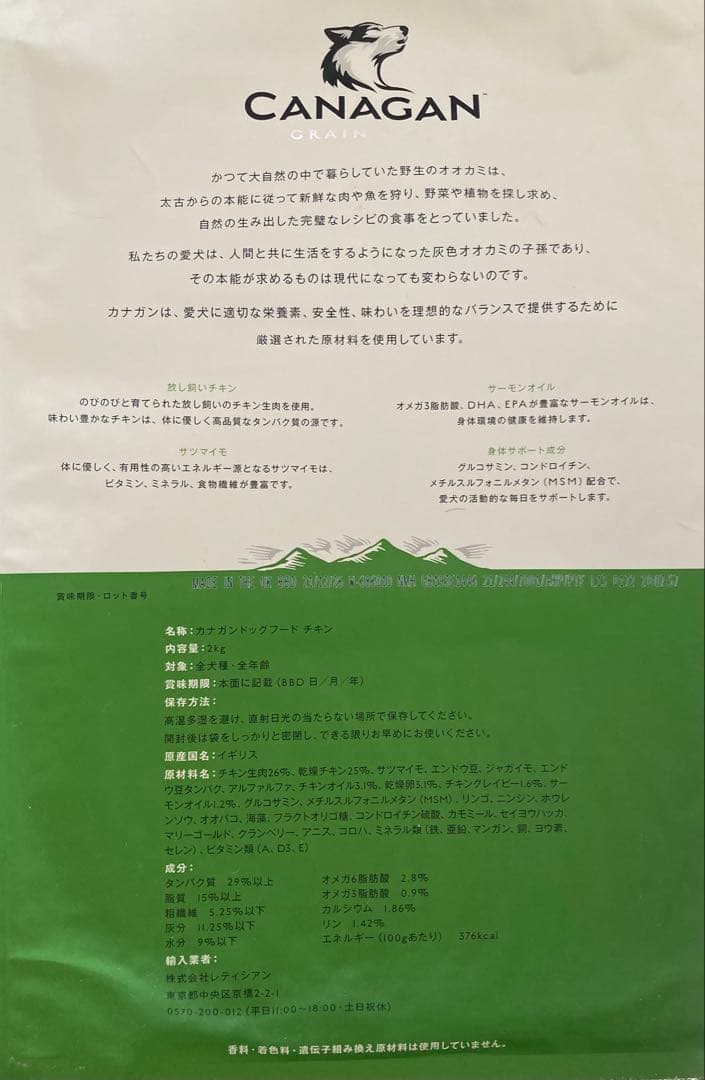 CANAGAN
GRAIN
かつて大自然の中で暮らしていた野生のオオカミは、
太古からの本能に従って新鮮な肉や魚を狩り、野菜や植物を探し求め、
自然の生み出した完璧なレシピの食事をとっていました。
私たちの愛犬は、人間と共に生活をするようになった灰色オオカミの子孫であり、
その本能が求めるものは現代になっても変わらないのです。
カナガンは、愛犬に適切な栄養素、安全性、味わいを理想的なバランスで提供するために
厳選された原材料を使用しています。
放し飼いチキン
のびのびと育てられた放し飼いのチキン生肉を使用。
味わい豊かなチキンは、体に優しく高品質なタンパク質の源です。
サーモンオイル
オメガ3脂肪酸、DHA、EPAが豊富なサーモンオイルは、
身体環境の健康を維持します。
サツマイモ
体に優しく、有用性の高いエネルギー源となるサツマイモは、
ビタミン、ミネラル、食物繊維が豊富です。
身体サポート成分
グルコサミン、コンドロイチン、
メチルスルフォニルメタン(MSM)配合で、
愛犬の活動的な毎日をサポートします。
MADE IN THE UK BBD
賞味期限・ロット番号
名称:カナガンドッグフード チキン
内容量:2kg
対象:全犬種・全年齢
賞味期限:本面に記載(BBD 日/月/年)
保存方法:
高温多湿を避け、直射日光の当たらない場所で保存してください。
開封後は袋をしっかりと密閉し、できる限りお早めにお使いください。
原産国名:イギリス
原材料名:チキン生肉26%、乾燥チキン25%、サツマイモ、エンドウ豆、ジャガイモ、エンド
ウ豆タンパク、アルファルファ、チキンオイル3.1%、乾燥卵3.1%、チキングレイビー1.6%、サー
モンオイル1.2%、グルコサミン、メチルスルフォニルメタン(MSM)、リンゴ、ニンジン、ホウレ
ンソウ、オオバコ、海藻、フラクトオリゴ糖、コンドロイチン硫酸、カモミール、セイヨウハッカ、
マリーゴールド、クランベリー、アニス、コロハ、ミネラル類(鉄、亜鉛、マンガン、銅、ヨウ素、
セレン)、ビタミン類(A、D3、E)
成分:
タンパク質 29%以上
脂質 15%以上
粗繊維 5.25%以下
灰分 11.25%以下
水分 9%以下
オメガ6脂肪酸 2.8%
オメガ3脂肪酸 0.9%
カルシウム 1.86%
リン 1.42%
エネルギー(100gあたり) 376kcal
輸入業者:
株式会社レティシアン
東京都中央区京橋2-2-1
0570-200-012(平日11:00〜18:00・土日祝休)
香料・着色料・遺伝子組み換え原材料は使用していません。